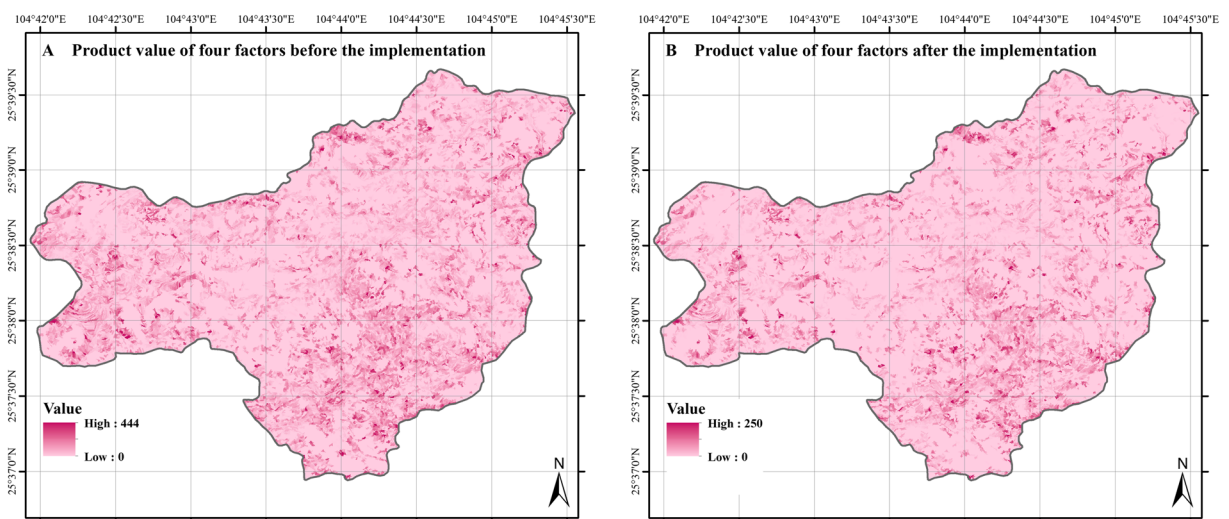 104°42'0"E 104°42'30"E 104°43'0"E 104°43'30"E 104°44'0"E 104°44'30"E 104°45'0"E 104°45'30"E
A Product value of four factors before the implementation
25°39'30"N
25°39'0"N
25°38'30"N
25°38'0"N
25°37'30"N
25°37'0"N
Value
High : 444
Low : 0
N
104°42'0"E 104°42'30"E 104°43'0"E 104°43'30"E 104°44'0"E 104°44'30"E 104°45'0"E 104°45'30"E
B Product value of four factors after the implementation
25°39'30"N
25°39'0"N
25°38'30"N
25°38'0"N
25°37'30"N
25°37'0"N
Value
High : 250
Low : 0
N